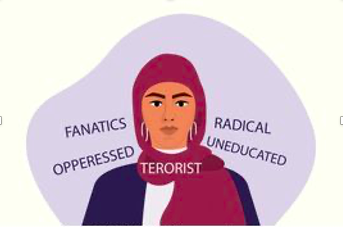 FANATICS
RADICAL
OPPERESSED
UNEDUCATED
TERORIST